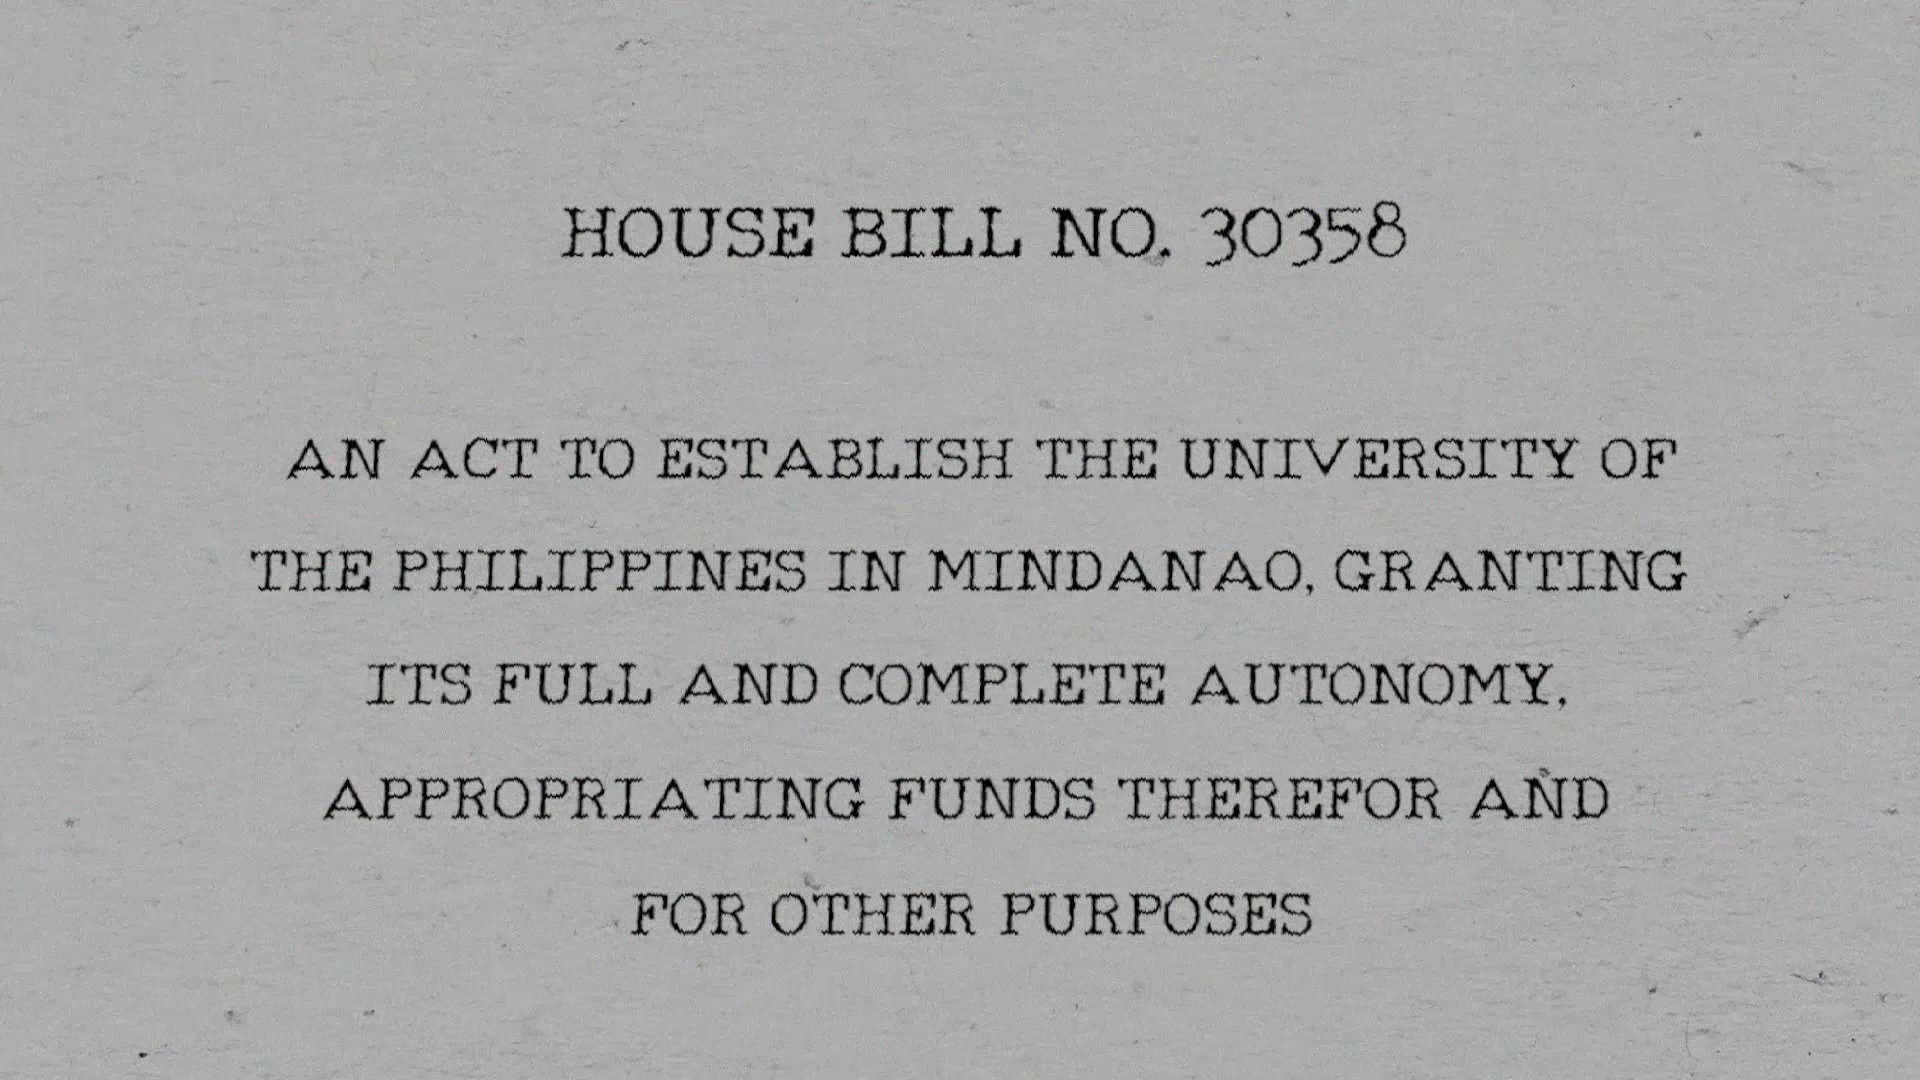 HOUSE BILL NO. 30358
AN ACT TO ESTABLISH THE UNIVERSITY OF
THE PHILIPPINES IN MINDANAO, GRANTING
ITS FULL AND COMPLETE AUTONOMY,
APPROPRIATING FUNDS THEREFOR AND
FOR OTHER PURPOSES